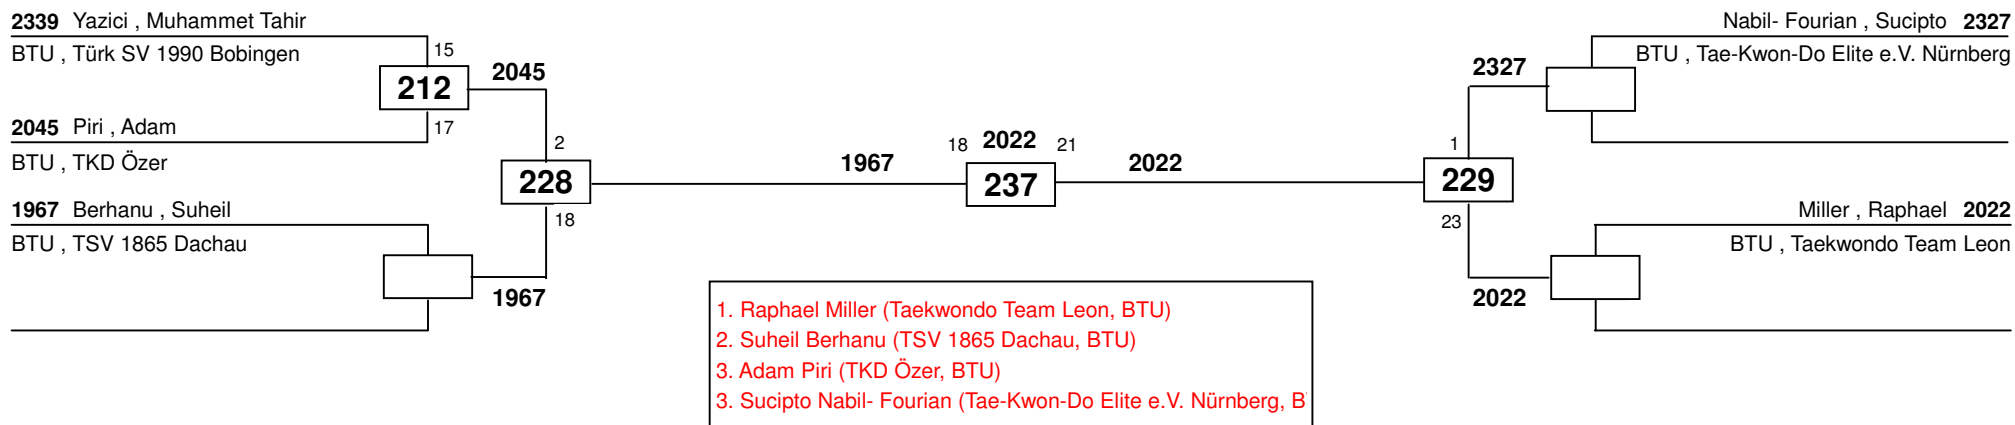 2339 Yazici , Muhammet Tahir
BTU , Türk SV 1990 Bobingen
15
212
2045
17
2045 Piri , Adam
BTU , TKD Özer
2
228
18
1967 Berhanu , Suheil
BTU , TSV 1865 Dachau
1967
1967
18 2022 21
237
2022
Nabil- Fourian , Sucipto 2327
BTU , Tae-Kwon-Do Elite e.V. Nürnberg
2327
1
229
23
Miller , Raphael 2022
BTU , Taekwondo Team Leon
2022
1. Raphael Miller (Taekwondo Team Leon, BTU)
2. Suheil Berhanu (TSV 1865 Dachau, BTU)
3. Adam Piri (TKD Özer, BTU)
3. Sucipto Nabil- Fourian (Tae-Kwon-Do Elite e.V. Nürnberg, B